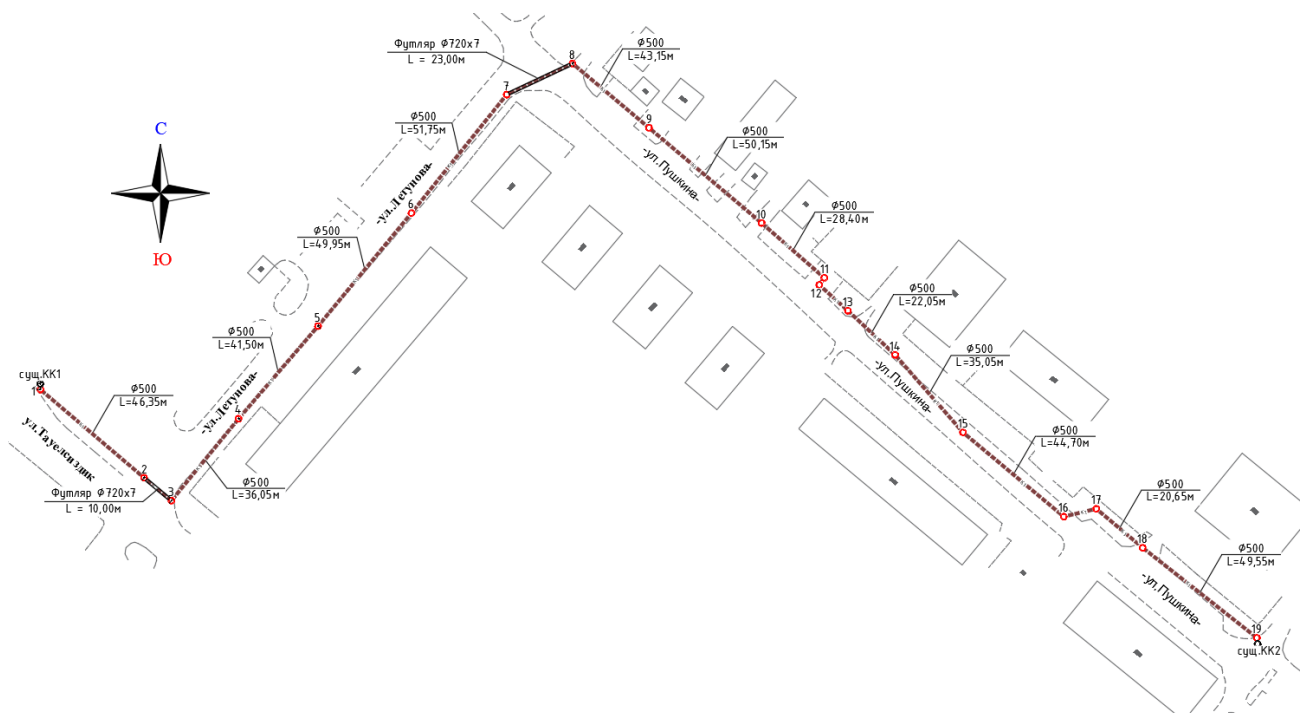 Футляр Ф720х7
L = 23,00м
8
ф500
L=43,15м
7
ф500
L=51,75м
9
ф500
L=50,15м
С
Ю
-ул.Летунова-
-ул.Пушкина-
6
10
ф500
L=28,40м
ф500
L=49,95м
11
12
13
ф500
L=22,05м
5
ф500
L=41,50м
14
ф500
L=35,05м
-ул.Пушкина-
сущ.КК1
1
ф500
L=46,35м
-ул.Летунова-
4
15
ф500
L=44,70м
ул.Тауелсиздик
2
3
Футляр Ф720х7
L = 10,00м
ф500
L=36,05м
16
17
ф500
L=20,65м
18
ф500
L=49,55м
-ул.Пушкина-
19
сущ.КК2